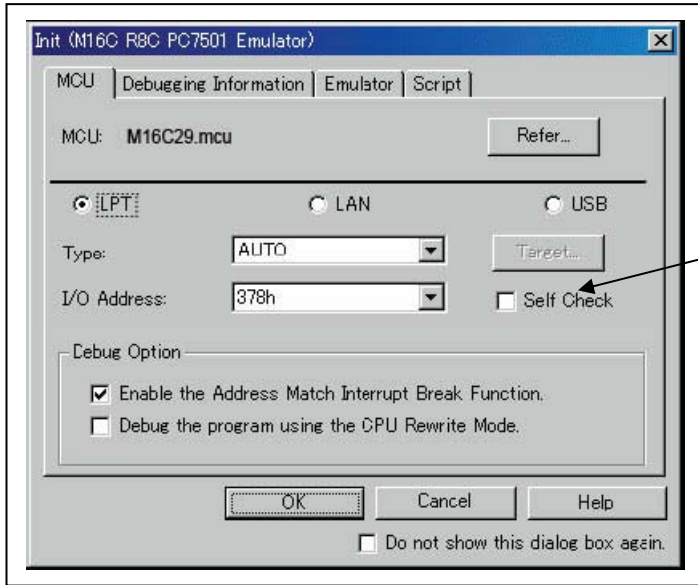 Init (M16C R8C PC7501 Emulator)
MCU Debugging Information Emulator Script
MCU: M16C29.mcu Refer...
LPT LAN USB
Type: AUTO Target...
I/O Address: 378h Self Check
Debug Option
Enable the Address Match Interrupt Break Function.
Debug the program using the CPU Rewrite Mode.
OK Cancel Help
Do not show this dialog box again.